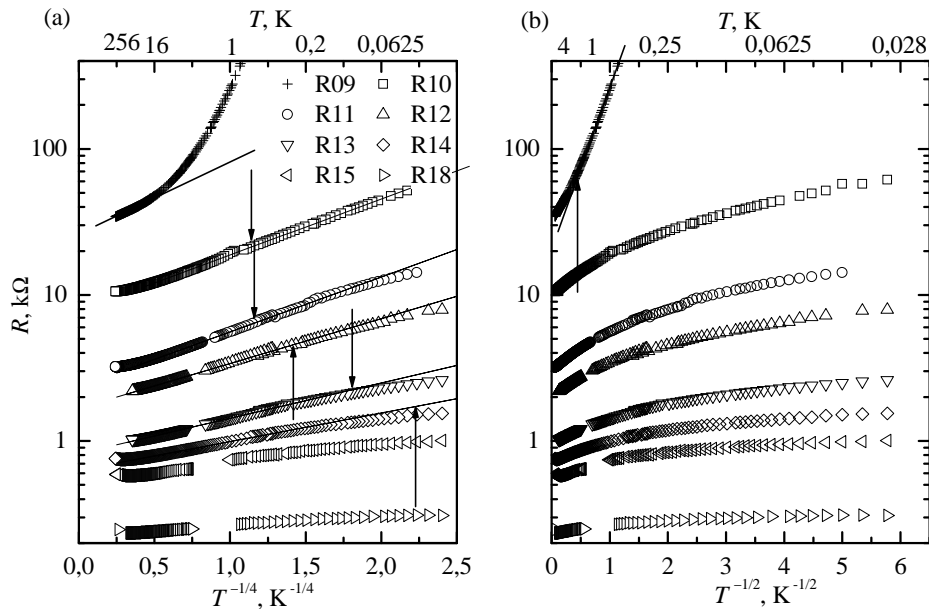 (a)
T, K
256 16 1 0,2 0,0625
R09 R10
R11 R12
R13 R14
R15 R18
R, kΩ
100
10
1
0,0 0,5 1,0 1,5 2,0 2,5
T^{-1/4}, K^{-1/4}
(b)
T, K
4 1 0,25 0,0625 0,028
0 1 2 3 4 5 6
T^{-1/2}, K^{-1/2}